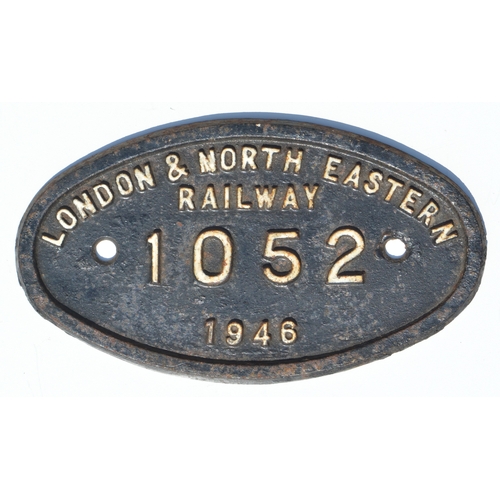 LONDON & NORTH EASTERN
RAILWAY
1052
1946